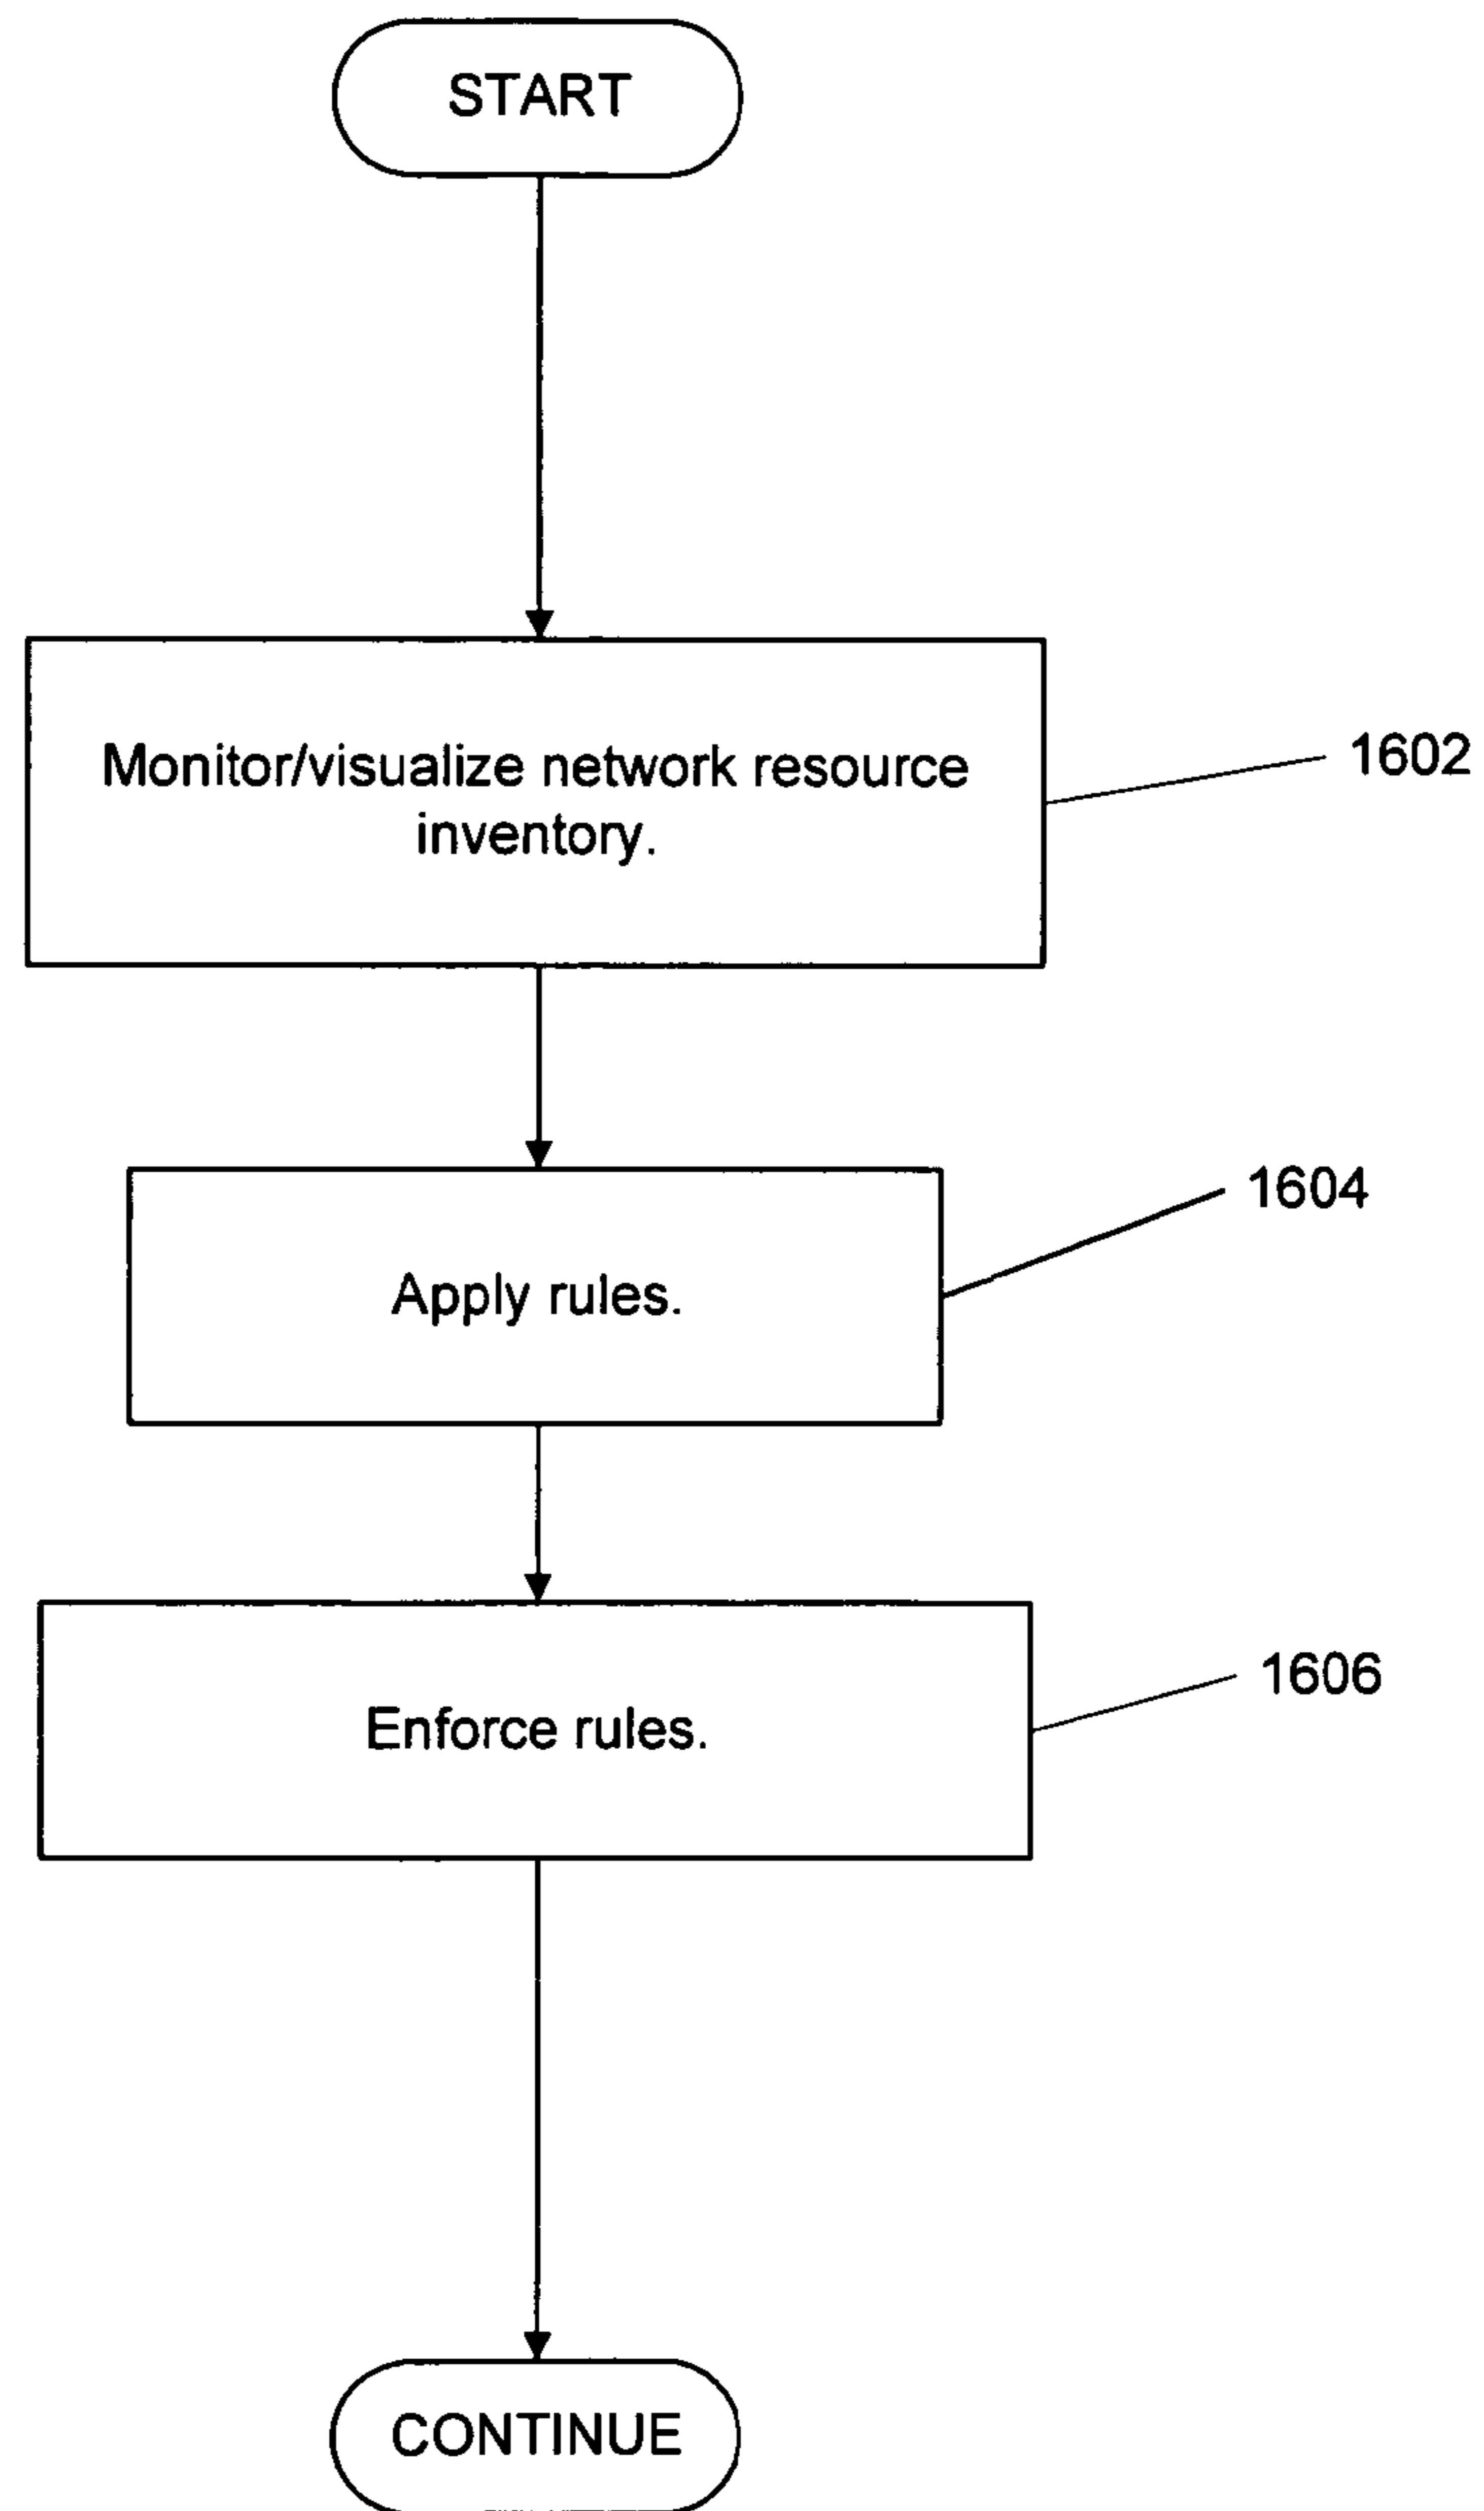 START
Monitor/visualize network resource
inventory.
1602
Apply rules.
1604
Enforce rules.
1606
CONTINUE